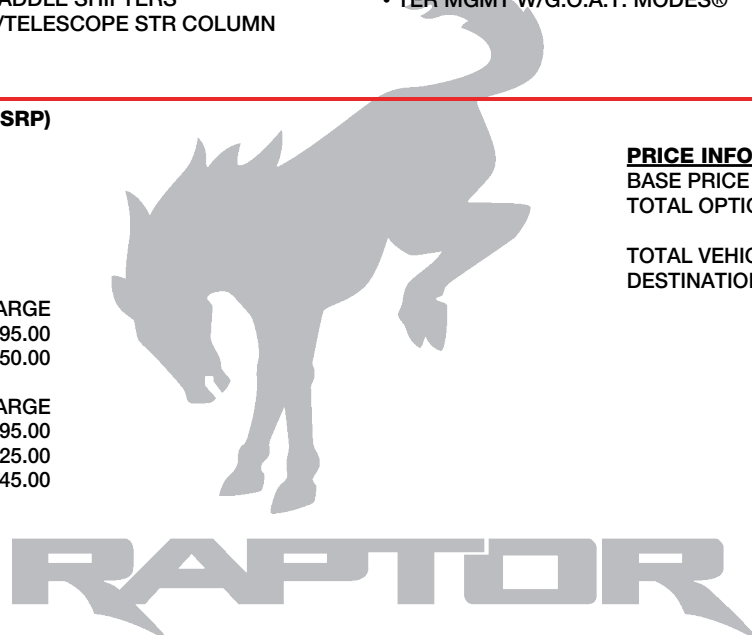 ADDLE SHIFTERS
/TELESCOPE STR COLUMN
• TER MGMT W/G.O.A.T. MODES®
SRP)
ARGE
95.00
50.00
ARGE
95.00
25.00
45.00
PRICE INFO
BASE PRICE
TOTAL OPTIO
TOTAL VEHIC
DESTINATION
RAPTOR